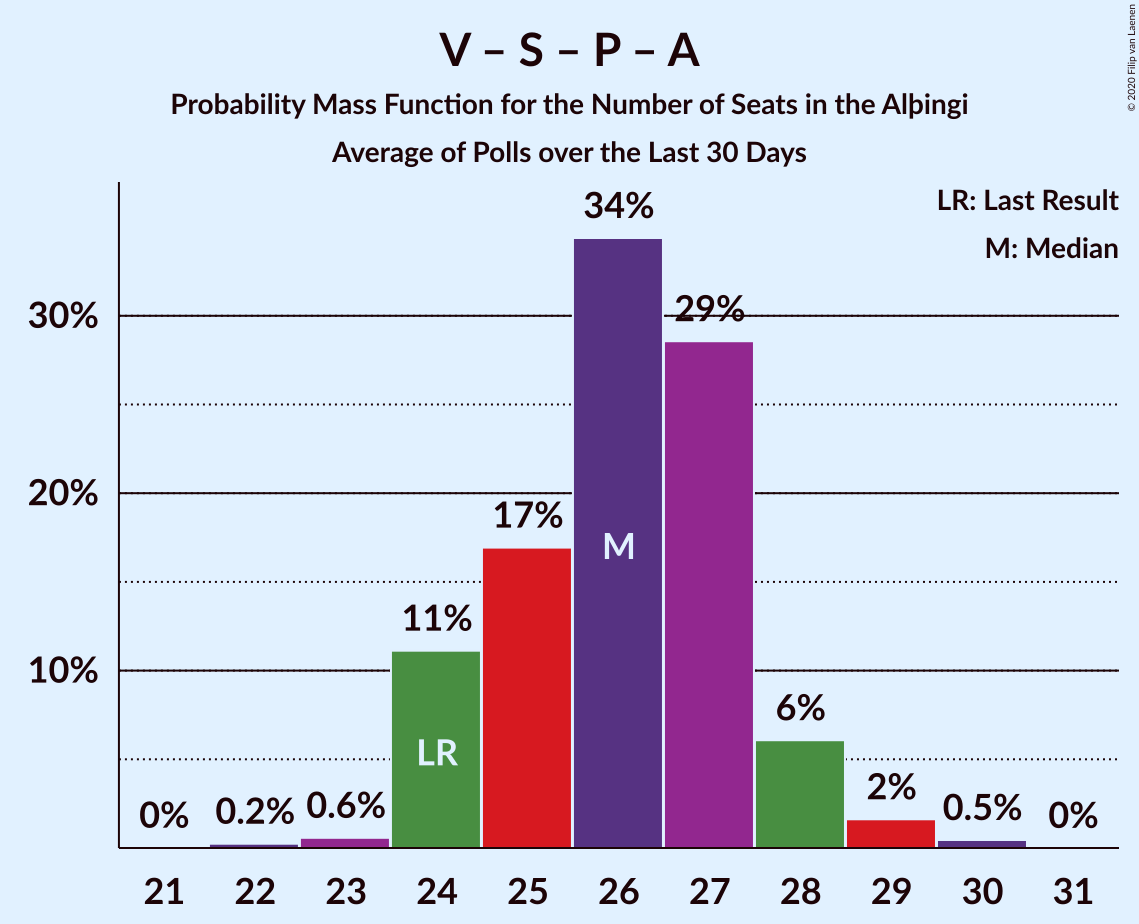 V – S – P – A
Probability Mass Function for the Number of Seats in the Alþingi
Average of Polls over the Last 30 Days
© 2020 Filip van Laenen
LR: Last Result
M: Median
34%
30%
29%
20%
17%
M
11%
10%
6%
LR
2%
0%
0.2%
0.6%
0.5%
0%
21 22 23 24 25 26 27 28 29 30 31